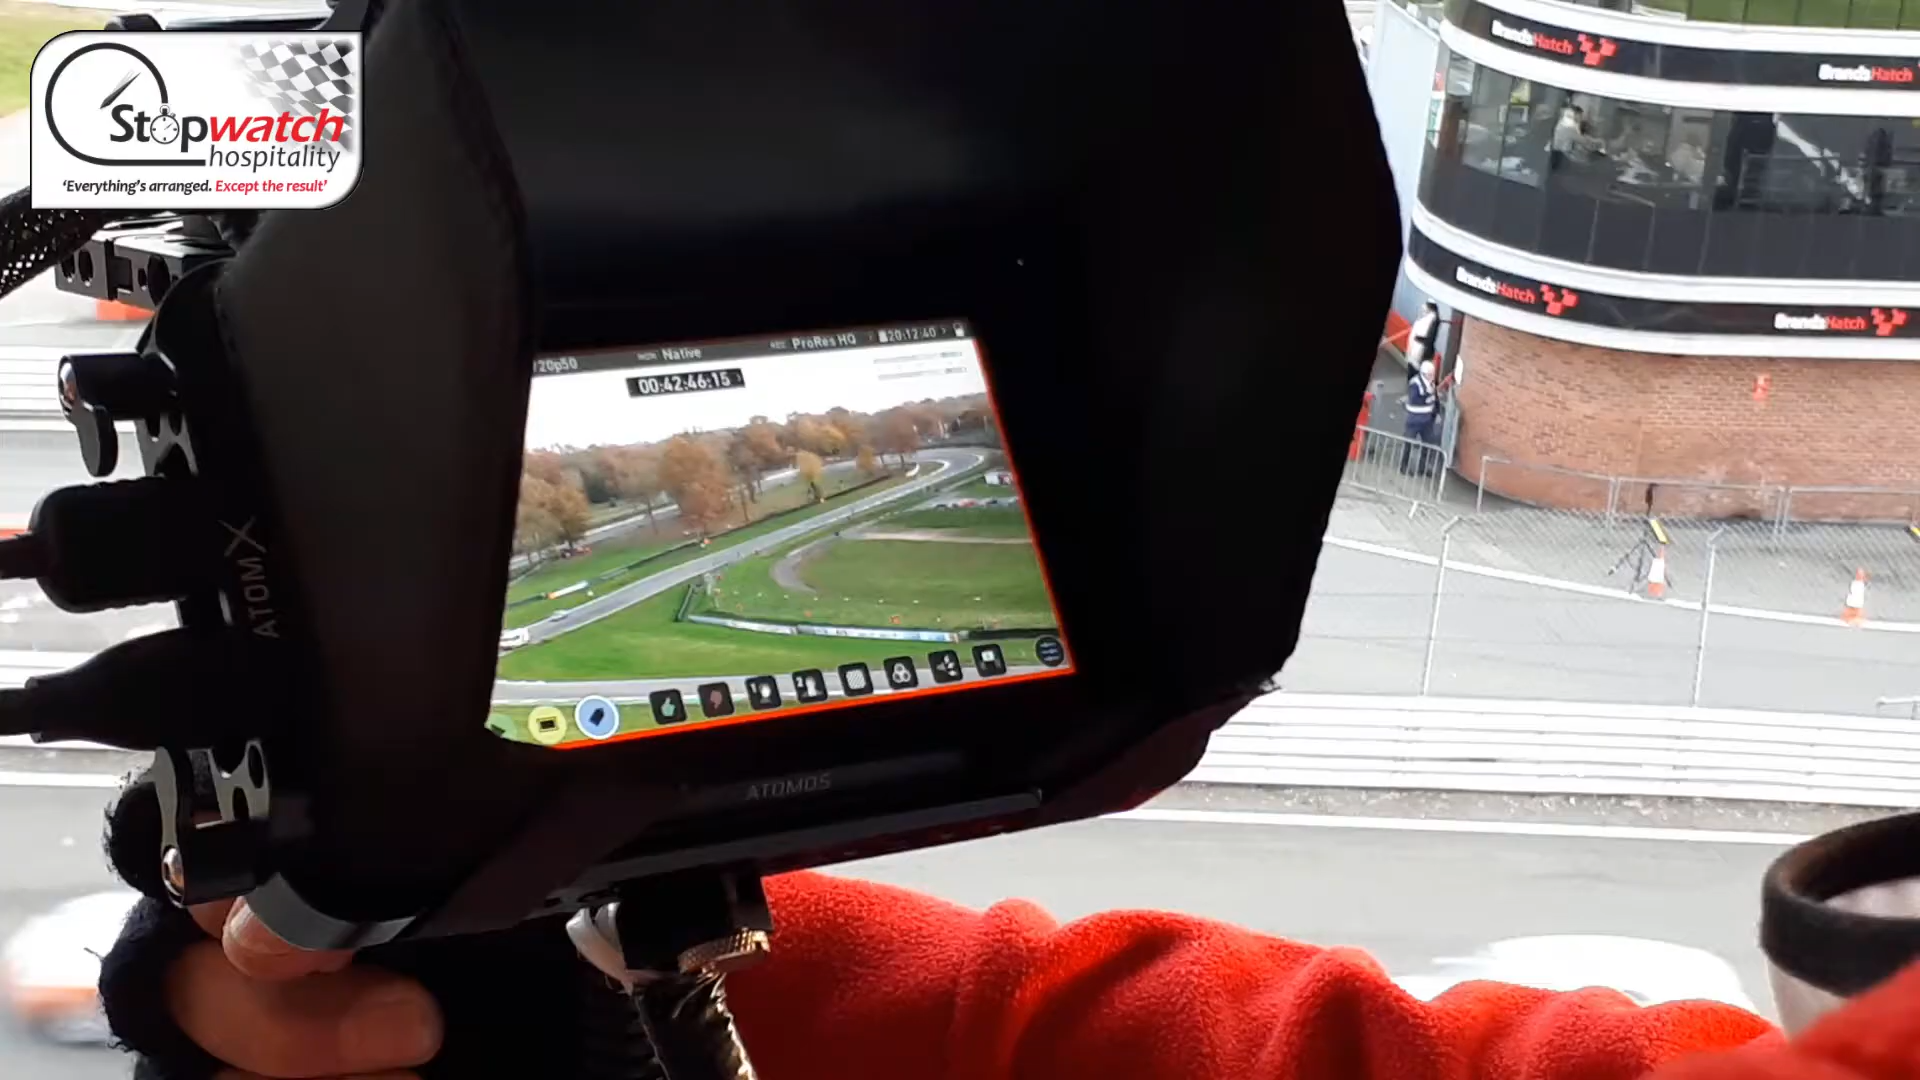 Stopwatch
hospitality
'Everything's arranged. Except the result'
BrandsHatch
BrandsHatch
BrandsHatch
BrandsHatch
720p50
Native
REC ProRes HQ
20:12:40
00:42:46:15
ATOMX
ATOMOS